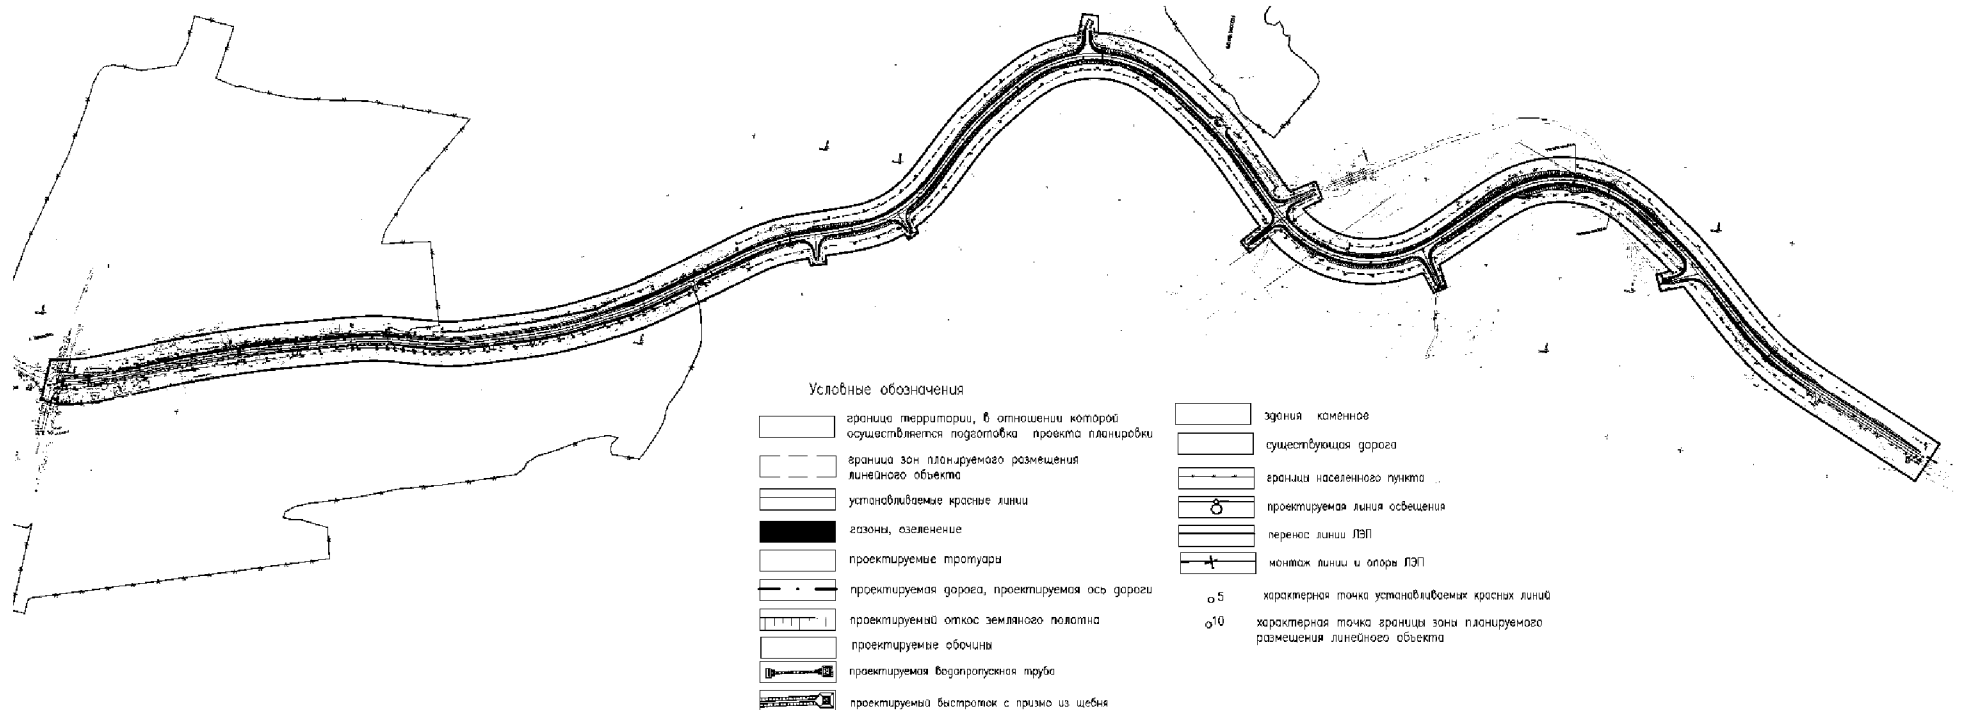 Условные обозначения
граница территории, в отношении которой
осуществляется подготовка проекта планировки
граница зон планируемого размещения
линейного объекта
устанавливаемые красные линии
газоны, озеленение
проектируемые тротуары
проектируемая дорога, проектируемая ось дороги
проектируемый откос земляного полотна
проектируемые обочины
проектируемая водопропускная труба
проектируемый быстроток с призмо из щебня
здания каменное
существующая дорога
границы населенного пункта
проектируемая линия освещения
перенос линии ЛЭП
монтаж линии и опоры ЛЭП
5 характерная точка устанавливаемых красных линий
10 характерная точка границы зоны планируемого
размещения линейного объекта